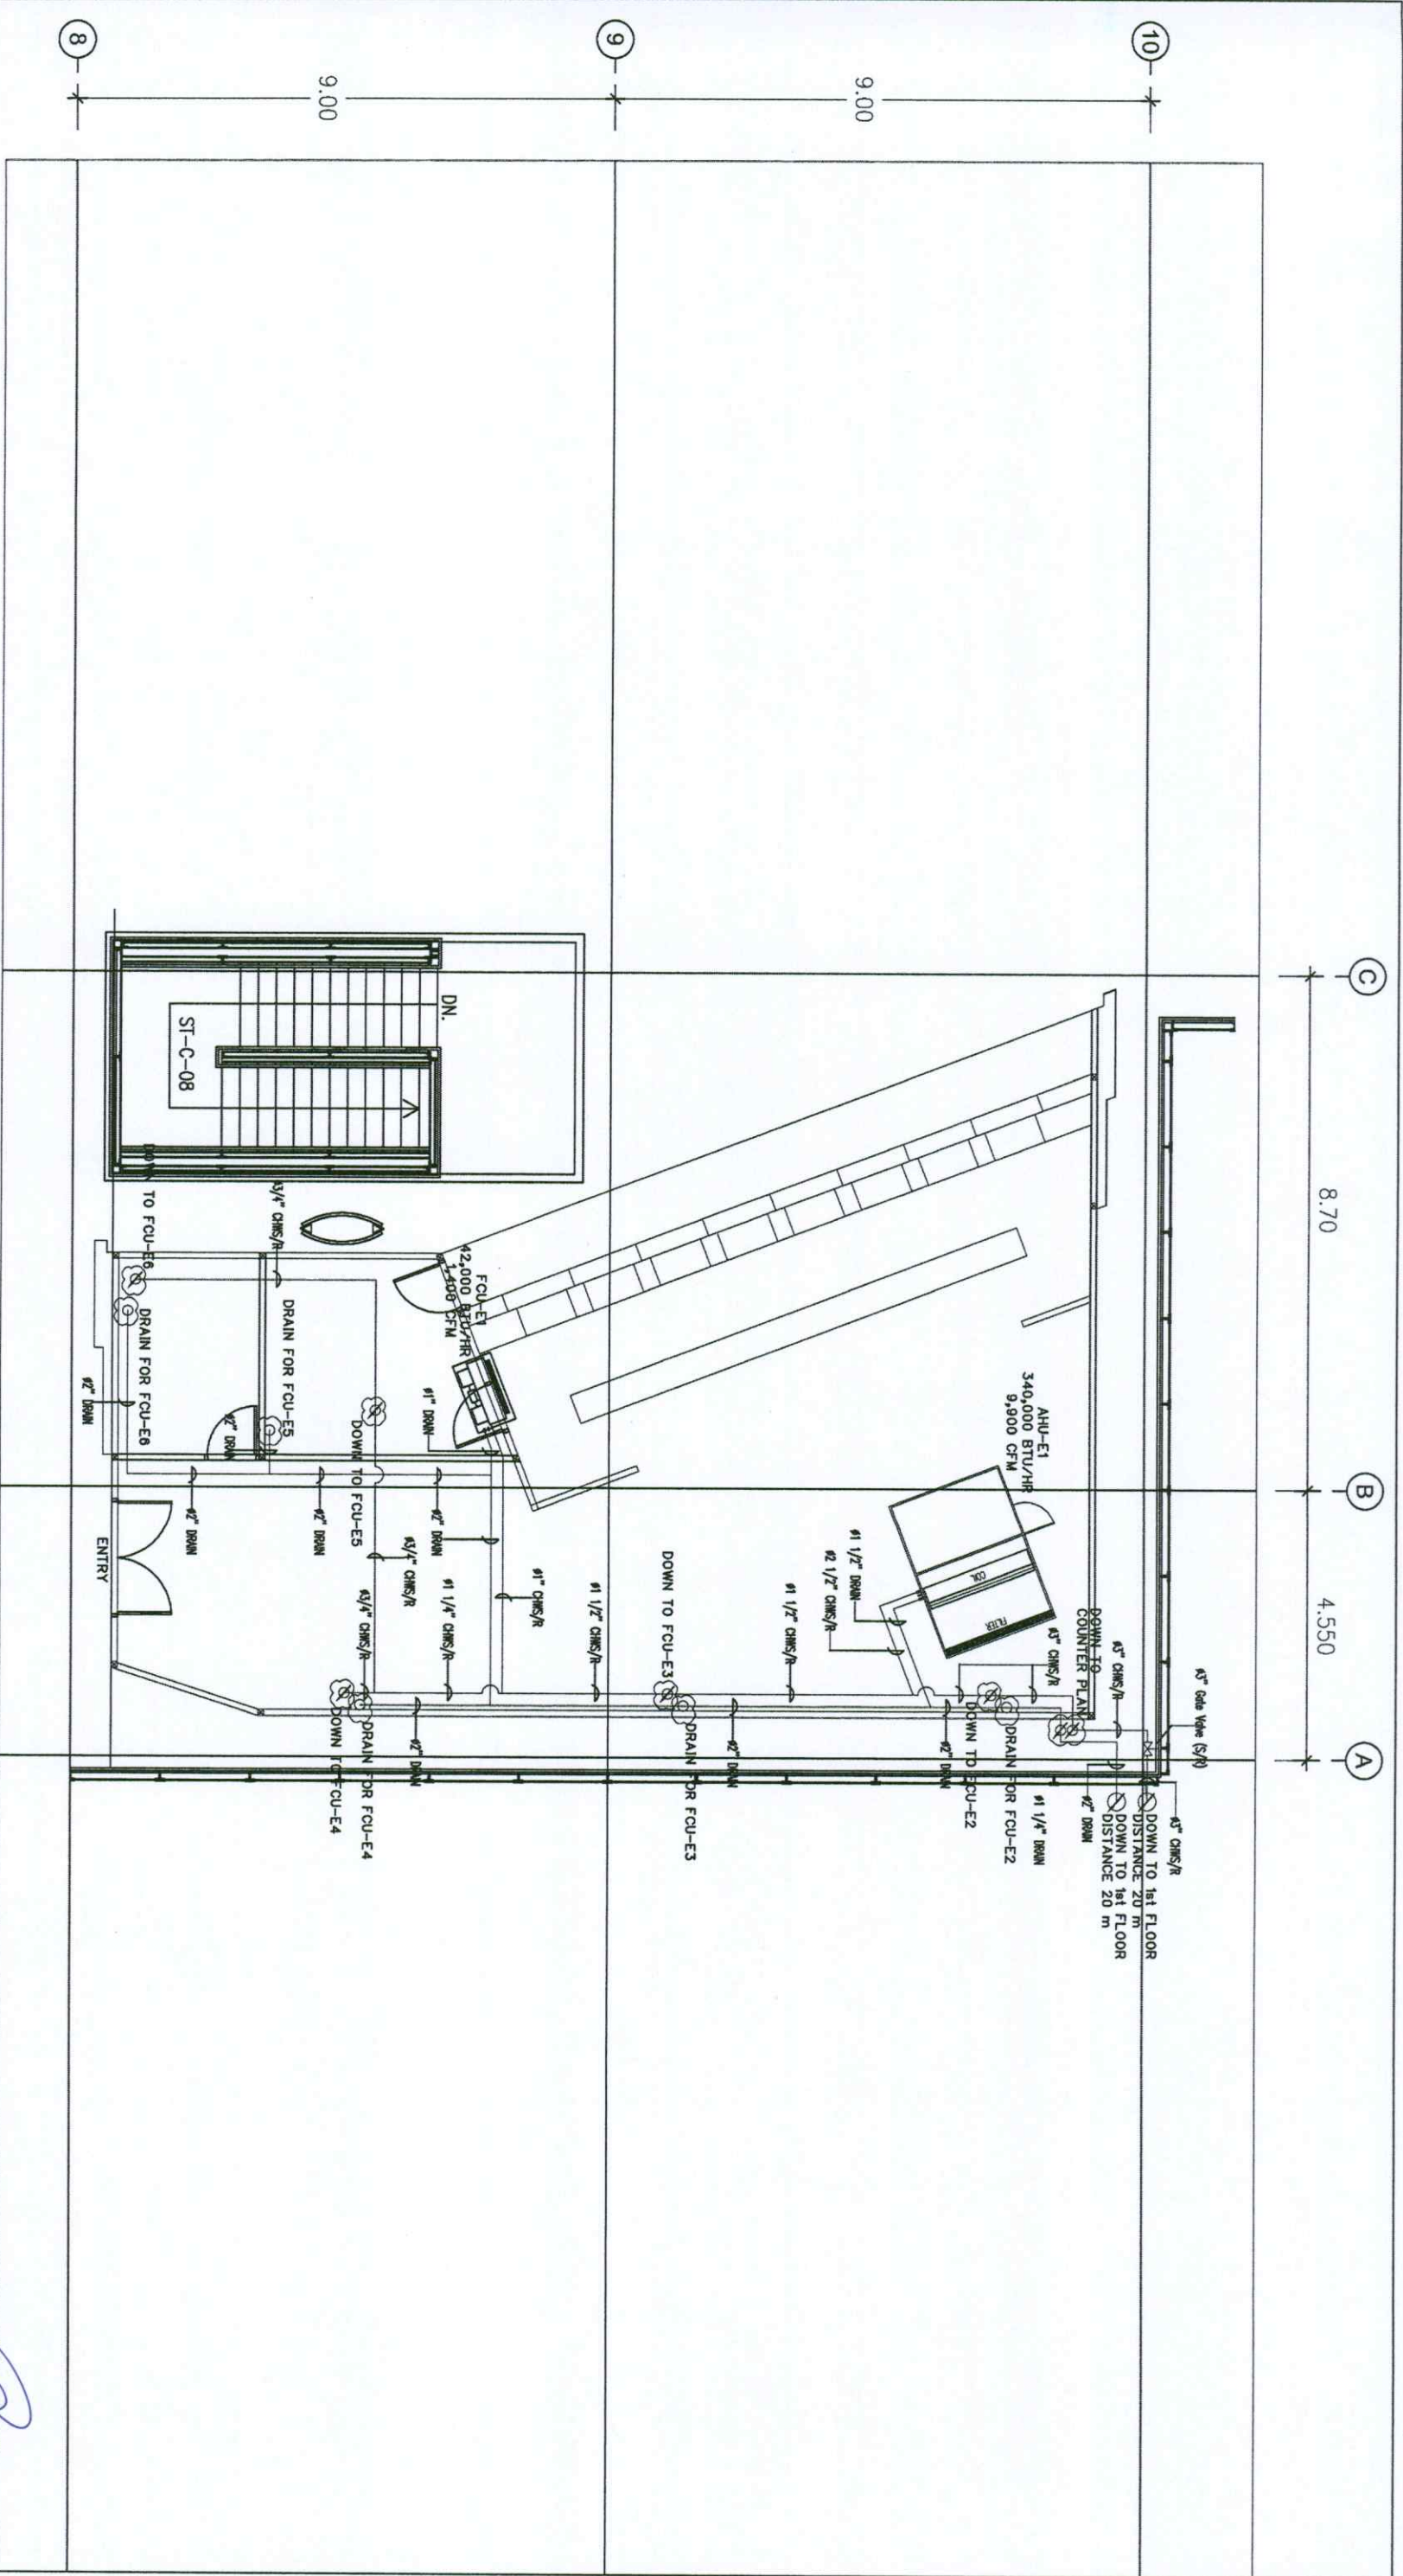 8
9
10
9.00
9.00
C
B
A
8.70
4.550
DN.
ST-C-08
DOWN TO FCU-E6
DRAIN FOR FCU-E6
ø2" DRAIN
ø3/4" CHWS/R
DRAIN FOR FCU-E5
ø2" DRAIN
DOWN TO FCU-E5
FCU-E1
42,000 BTU/HR
CFM
ø1" DRAIN
AHU-E1
340,000 BTU/HR
9,900 CFM
COIL
FILTER
ENTRY
ø2" DRAIN
ø2" DRAIN
ø2" DRAIN
ø3/4" CHWS/R
ø3/4" CHWS/R
ø1 1/4" CHWS/R
ø1" CHWS/R
ø1 1/2" CHWS/R
DOWN TO FCU-E3
ø1 1/2" CHWS/R
ø1 1/2" DRAIN
ø2 1/2" CHWS/R
ø3" CHWS/R
DOWN TO
COUNTER PLAN
ø3" CHWS/R
ø3" Gate Valve (S/R)
DOWN TO FCU-E4
DRAIN FOR FCU-E4
ø2" DRAIN
DRAIN FOR FCU-E3
ø2" DRAIN
ø2" DRAIN
DOWN TO FCU-E2
DRAIN FOR FCU-E2
ø1 1/4" DRAIN
ø2" DRAIN
ø3" CHWS/R
DOWN TO 1st FLOOR
DISTANCE 20 m
DOWN TO 1st FLOOR
DISTANCE 20 m